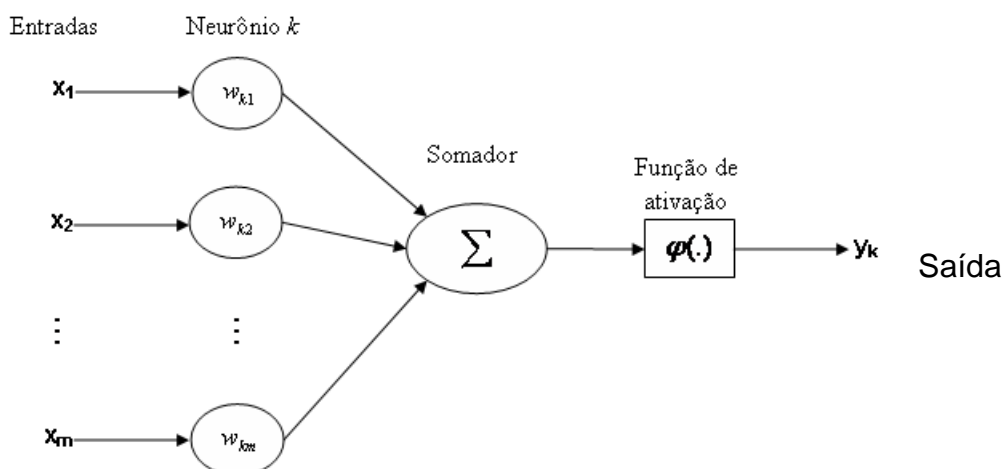 Entradas
Neurônio k
x1
wk1
Somador
Função de
ativação
x2
wk2
Σ
φ(.)
yk
Saída
⋮
⋮
xm
wkm